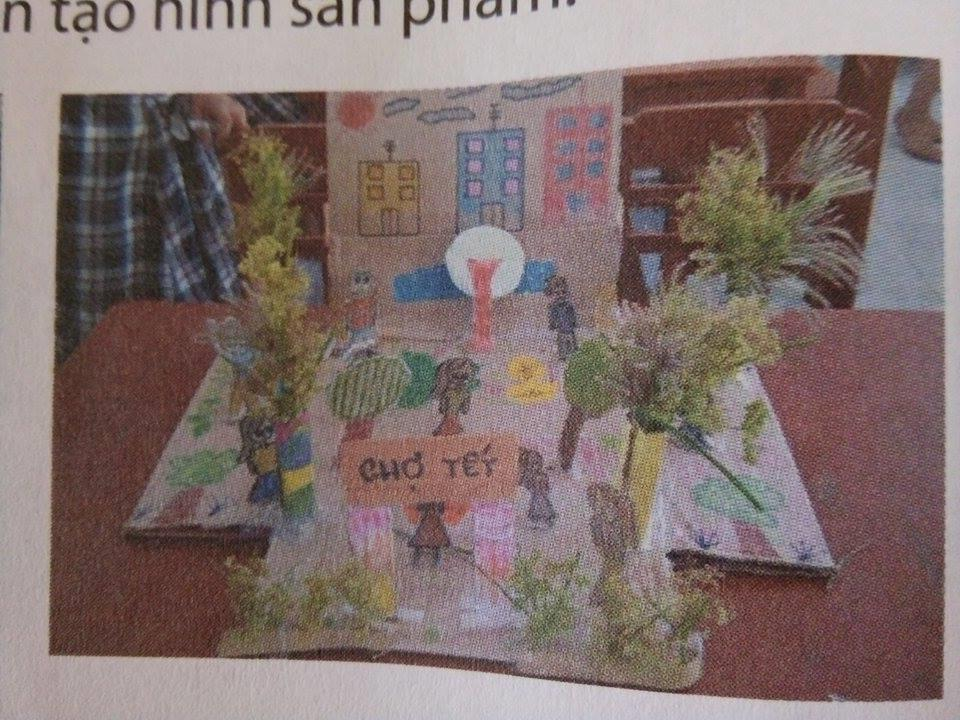 tạo hình sản phẩm.
CHỢ TẾT